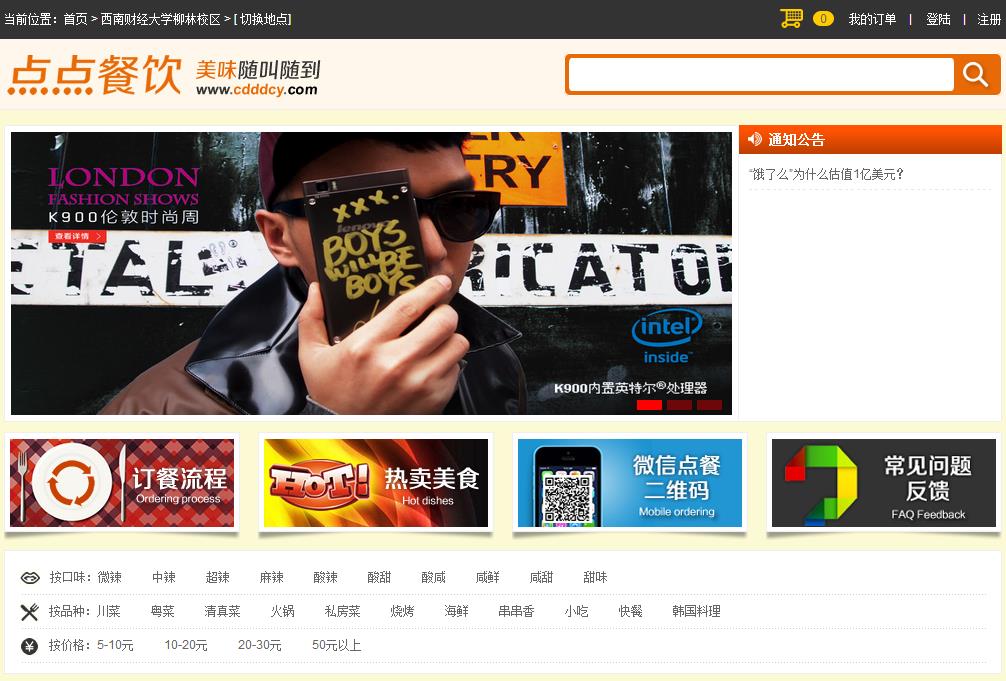 当前位置：首页 > 西南财经大学柳林校区 > [ 切换地点]
0 我的订单 | 登陆 | 注册
点点餐饮
美味随叫随到
www.cdddcy.com
LONDON
FASHION SHOWS
K900伦敦时尚周
查看详情 >
RY
ETAL
RICATO
XXX.
lenovo
BOYS
WILL BE
BOYS
intel
inside™
K900内置英特尔®处理器
通知公告
“饿了么”为什么估值1亿美元？
订餐流程
Ordering process
HOT!
热卖美食
Hot dishes
微信点餐
二维码
Mobile ordering
常见问题
反馈
FAQ Feedback
按口味：微辣 中辣 超辣 麻辣 酸辣 酸甜 酸咸 咸鲜 咸甜 甜味
按品种：川菜 粤菜 清真菜 火锅 私房菜 烧烤 海鲜 串串香 小吃 快餐 韩国料理
¥ 按价格：5-10元 10-20元 20-30元 50元以上